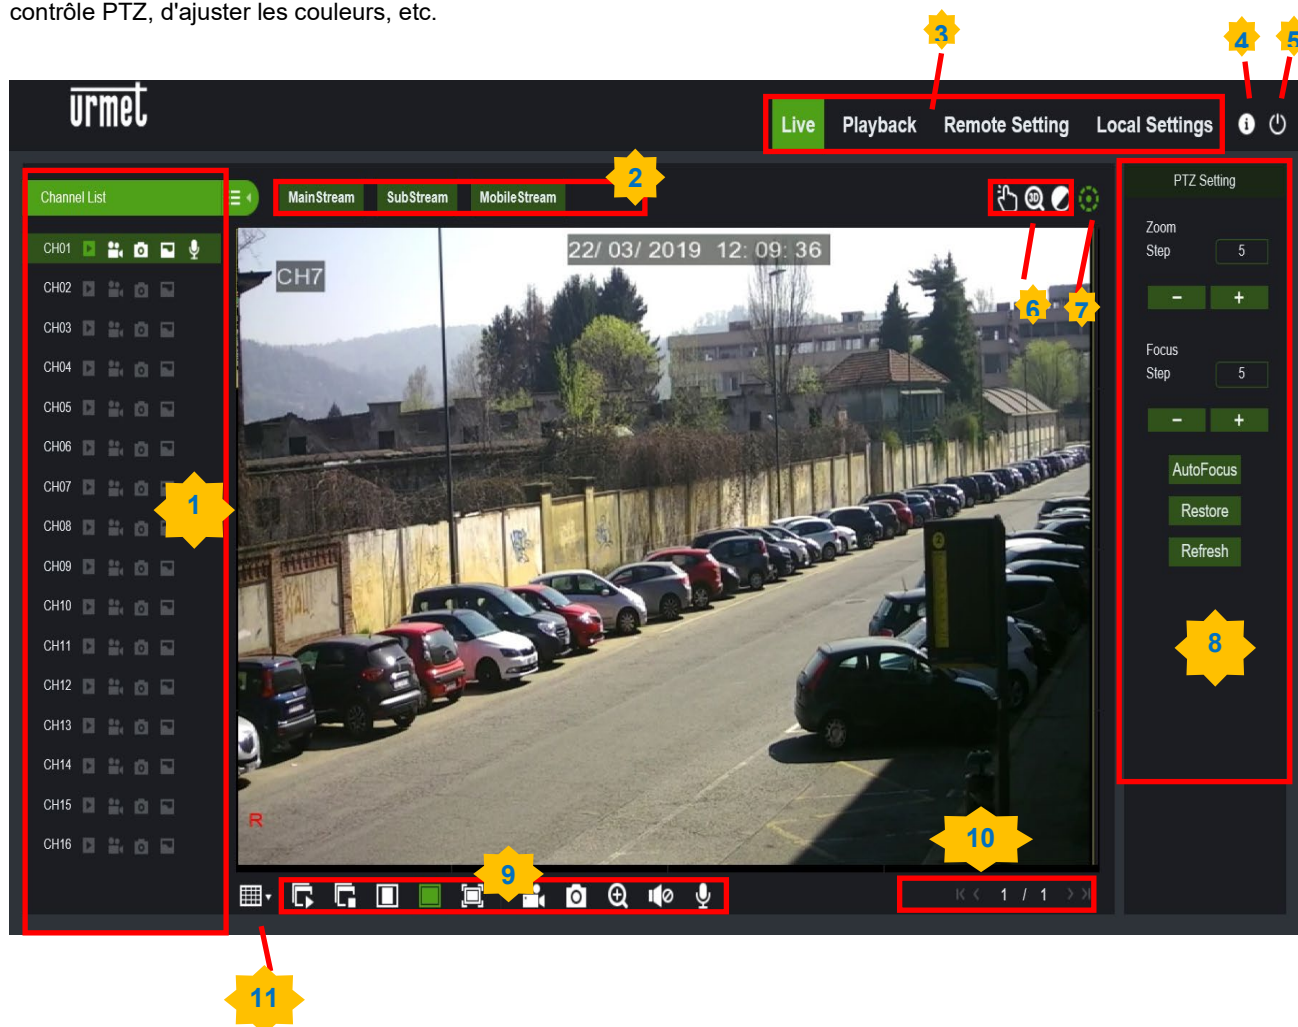 contrôle PTZ, d'ajuster les couleurs, etc.
3
4
5
urmet
Live Playback Remote Setting Local Settings
2
Channel List
MainStream SubStream MobileStream
3D
PTZ Setting
22/ 03/ 2019 12: 09: 36
CH7
Zoom
Step 5
- +
6
7
Focus
Step 5
- +
AutoFocus
Restore
Refresh
CH01
CH02
CH03
CH04
CH05
CH06
CH07
CH08
CH09
CH10
CH11
CH12
CH13
CH14
CH15
CH16
1
8
R
10
9
1 / 1
11